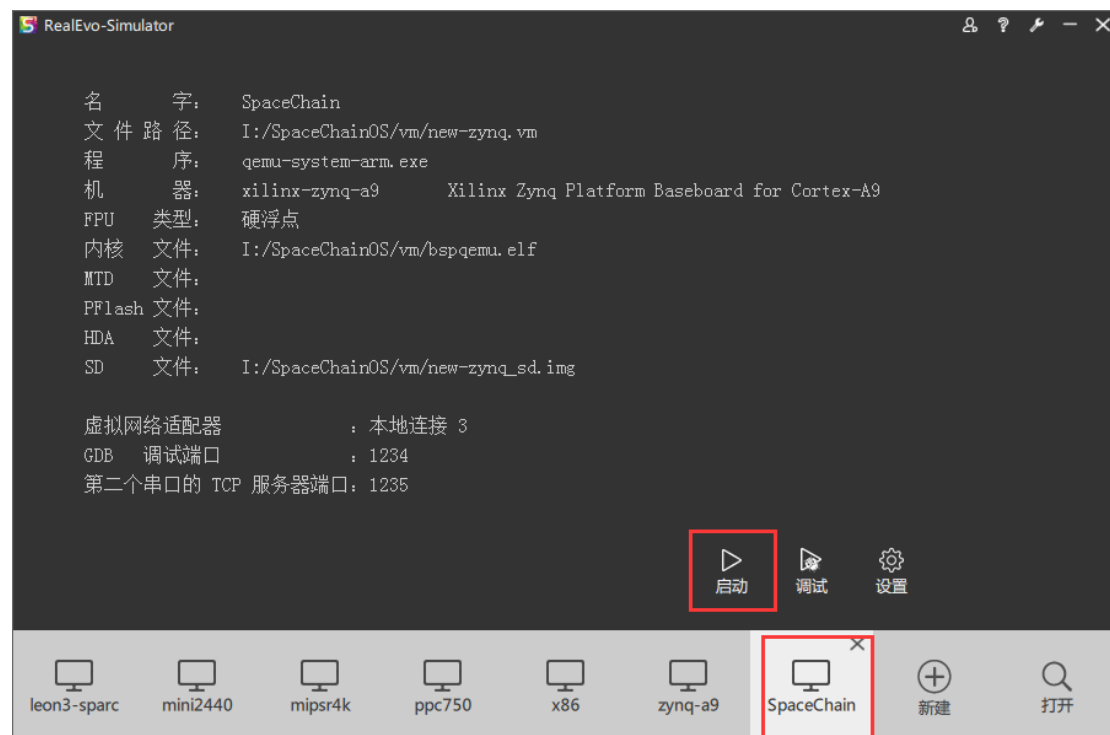 RealEvo-Simulator
名 字： SpaceChain
文 件 路 径： I:/SpaceChainOS/vm/new-zynq.vm
程 序： qemu-system-arm.exe
机 器： xilinx-zynq-a9 Xilinx Zynq Platform Baseboard for Cortex-A9
FPU 类型： 硬浮点
内核 文件： I:/SpaceChainOS/vm/bspqemu.elf
MTD 文件：
PFlash 文件：
HDA 文件：
SD 文件： I:/SpaceChainOS/vm/new-zynq_sd.img
虚拟网络适配器 ：本地连接 3
GDB 调试端口 ：1234
第二个串口的 TCP 服务器端口：1235
启动 调试 设置
leon3-sparc mini2440 mipsr4k ppc750 x86 zynq-a9 SpaceChain 新建 打开